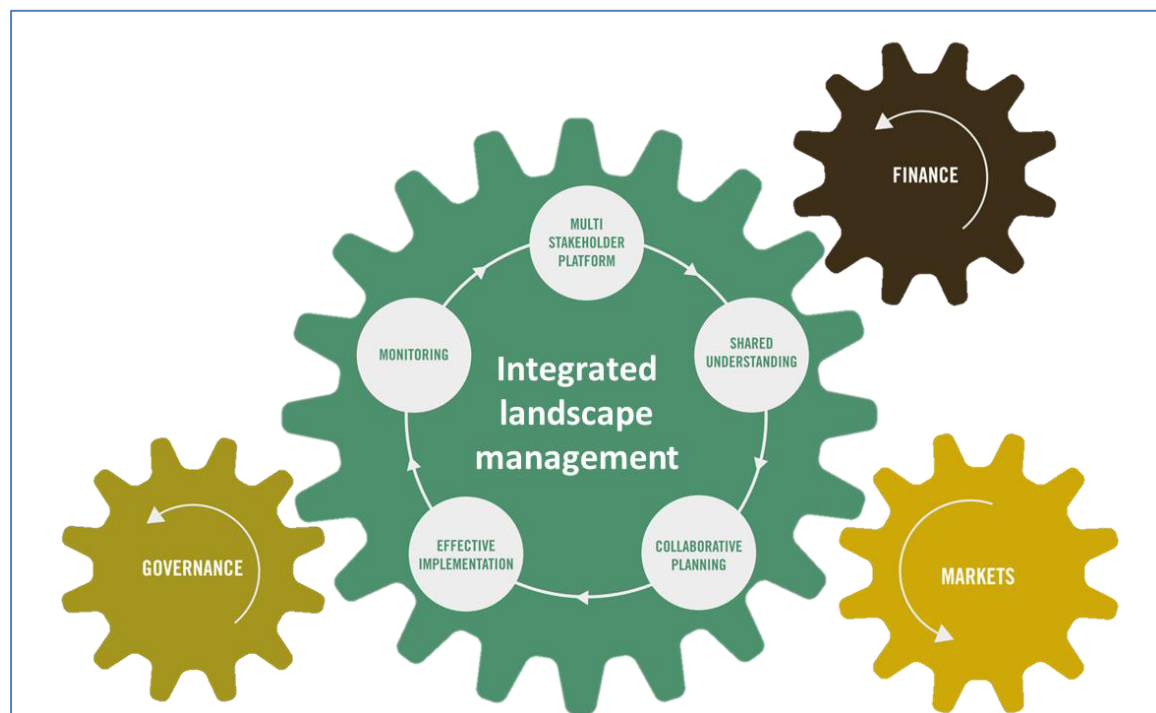 FINANCE
MULTI
STAKEHOLDER
PLATFORM
SHARED
UNDERSTANDING
MONITORING
Integrated
landscape
management
COLLABORATIVE
PLANNING
EFFECTIVE
IMPLEMENTATION
GOVERNANCE
MARKETS